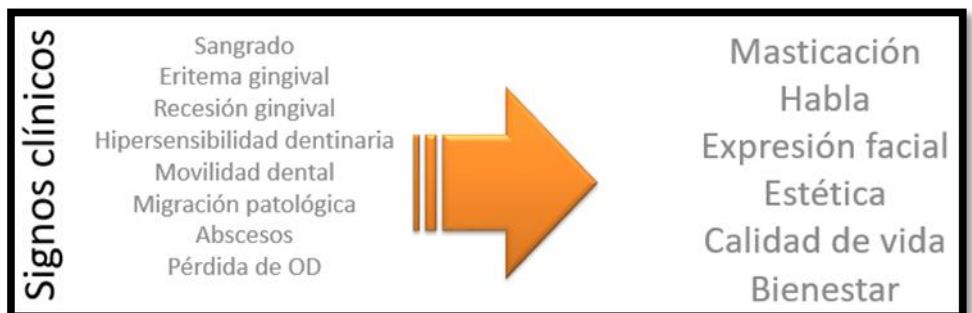 Signos clínicos
Sangrado
Eritema gingival
Recesión gingival
Hipersensibilidad dentinaria
Movilidad dental
Migración patológica
Abscesos
Pérdida de OD
Masticación
Habla
Expresión facial
Estética
Calidad de vida
Bienestar